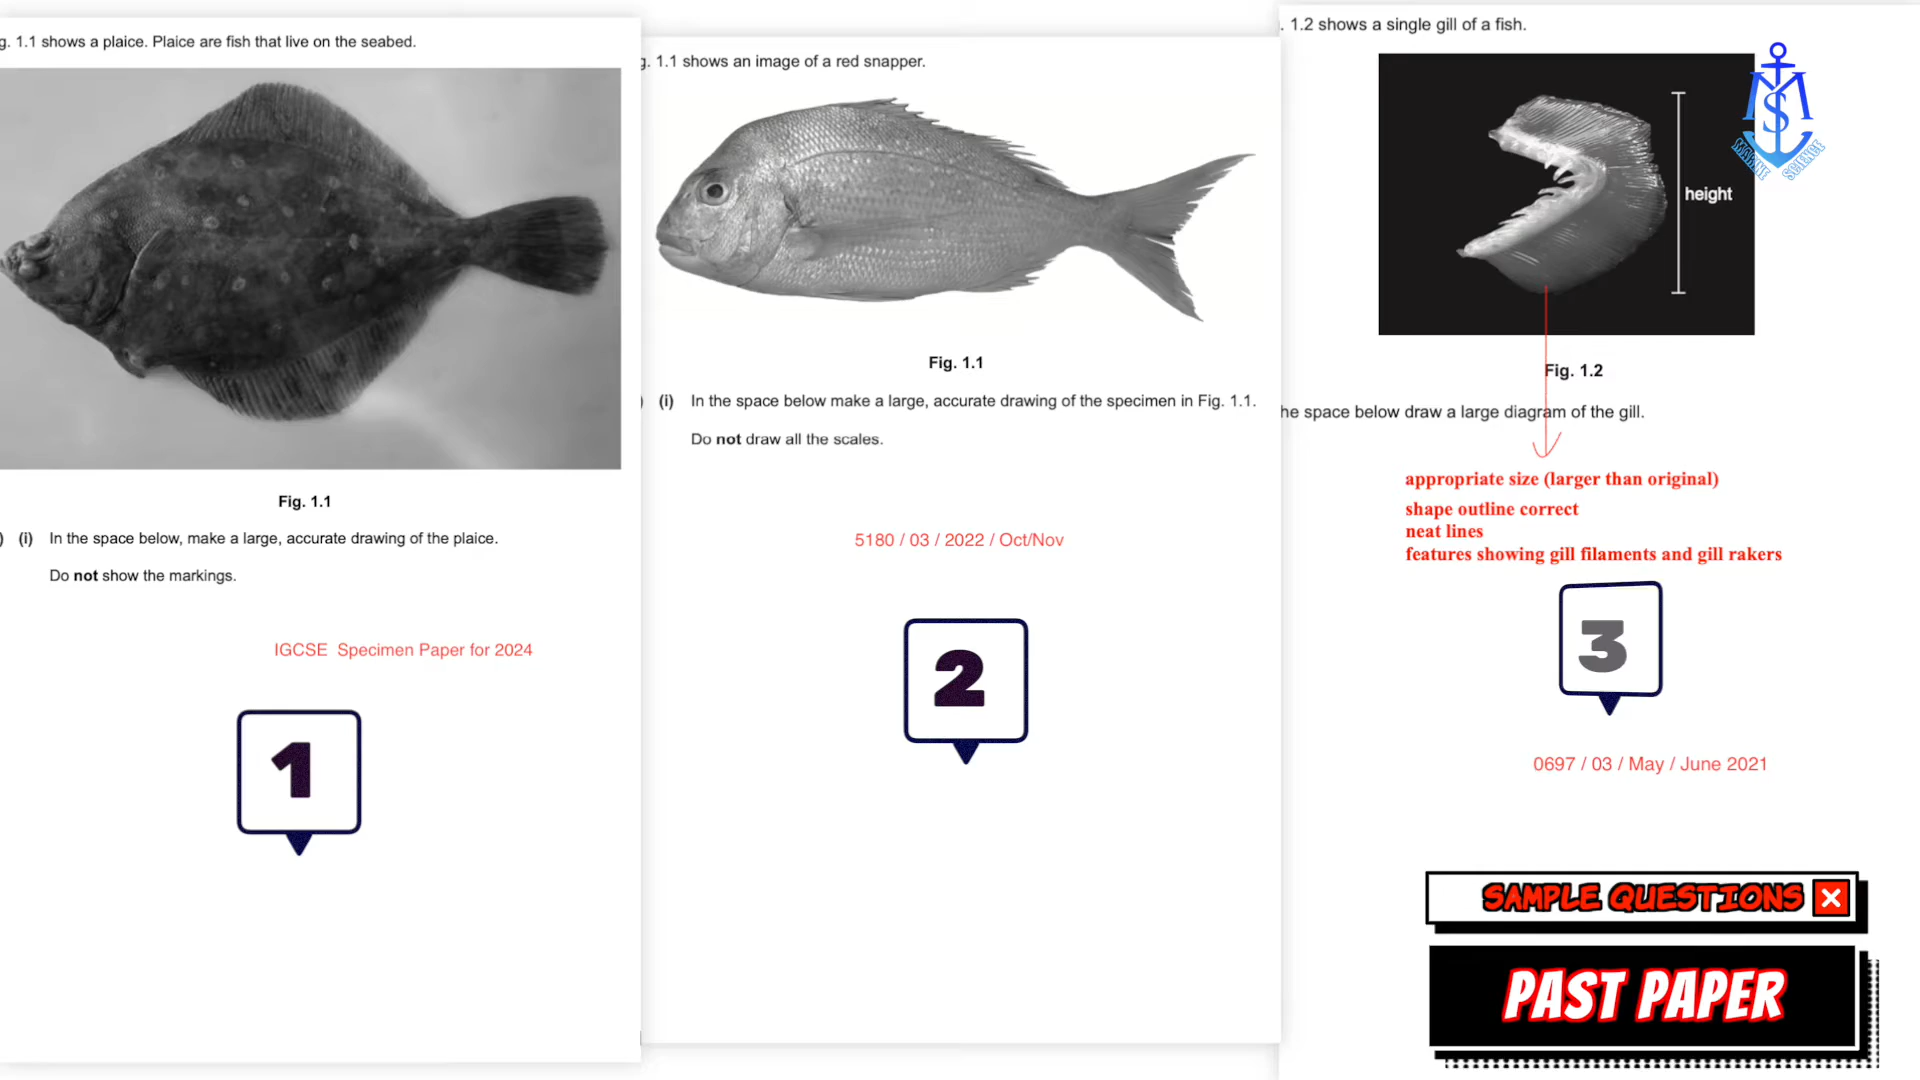 g. 1.1 shows a plaice. Plaice are fish that live on the seabed.
Fig. 1.1
(i) In the space below, make a large, accurate drawing of the plaice.
Do not show the markings.
IGCSE Specimen Paper for 2024
1
g. 1.1 shows an image of a red snapper.
Fig. 1.1
(i) In the space below make a large, accurate drawing of the specimen in Fig. 1.1.
Do not draw all the scales.
5180 / 03 / 2022 / Oct/Nov
2
. 1.2 shows a single gill of a fish.
height
MS
MARINE SCIENCE
Fig. 1.2
he space below draw a large diagram of the gill.
appropriate size (larger than original)
shape outline correct
neat lines
features showing gill filaments and gill rakers
3
0697 / 03 / May / June 2021
SAMPLE QUESTIONS
PAST PAPER